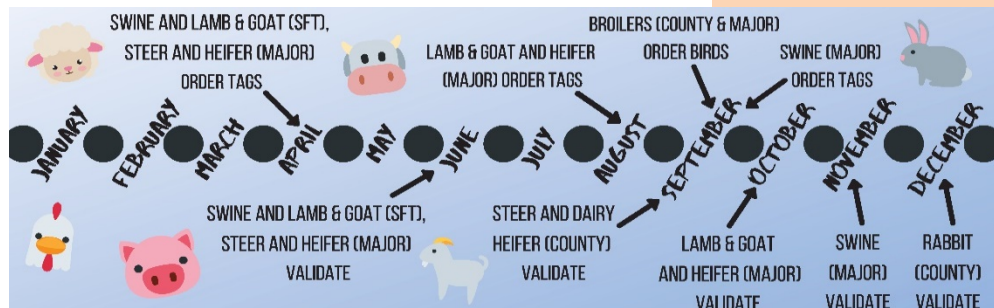 SWINE AND LAMB & GOAT (SFT),
STEER AND HEIFER (MAJOR)
ORDER TAGS
LAMB & GOAT AND HEIFER
(MAJOR) ORDER TAGS
BROILERS (COUNTY & MAJOR)
ORDER BIRDS
SWINE (MAJOR)
ORDER TAGS
JANUARY
FEBRUARY
MARCH
APRIL
MAY
JUNE
JULY
AUGUST
SEPTEMBER
OCTOBER
NOVEMBER
DECEMBER
SWINE AND LAMB & GOAT (SFT),
STEER AND HEIFER (MAJOR)
VALIDATE
STEER AND DAIRY
HEIFER (COUNTY)
VALIDATE
LAMB & GOAT
AND HEIFER (MAJOR)
VALIDATE
SWINE
(MAJOR)
VALIDATE
RABBIT
(COUNTY)
VALIDATE